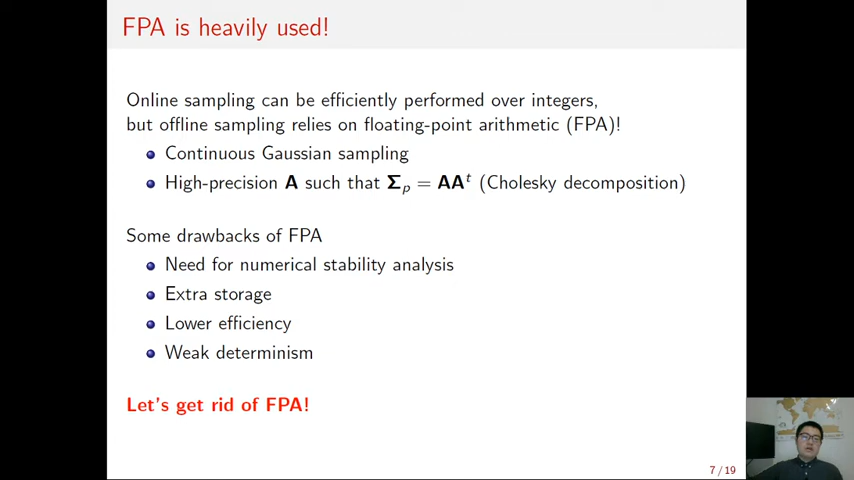 FPA is heavily used!
Online sampling can be efficiently performed over integers,
but offline sampling relies on floating-point arithmetic (FPA)!
Continuous Gaussian sampling
High-precision A such that Σₚ = AAᵗ (Cholesky decomposition)
Some drawbacks of FPA
Need for numerical stability analysis
Extra storage
Lower efficiency
Weak determinism
Let's get rid of FPA!
7 / 19